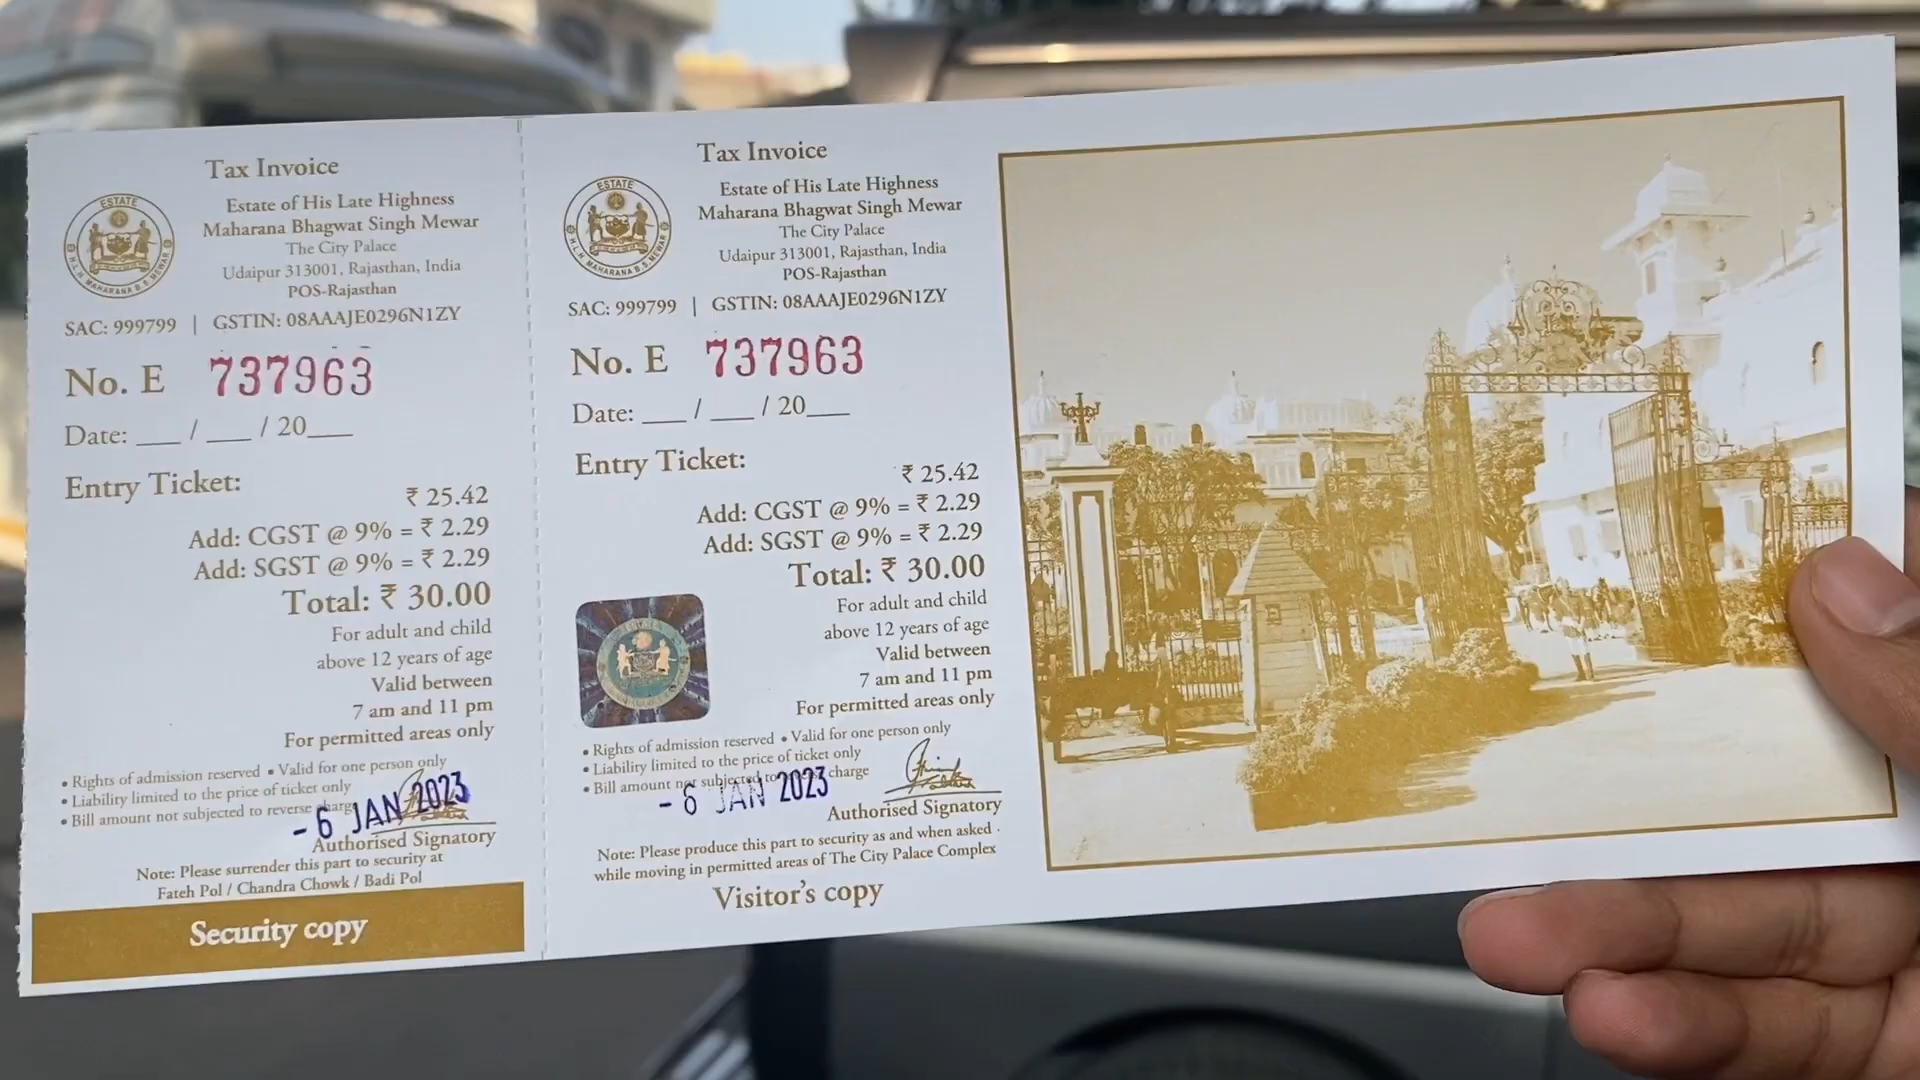 Tax Invoice
ESTATE
H.L.H. MAHARANA B.S. MEWAR
Estate of His Late Highness
Maharana Bhagwat Singh Mewar
The City Palace
Udaipur 313001, Rajasthan, India
POS-Rajasthan
SAC: 999799 | GSTIN: 08AAAJE0296N1ZY
No. E 737963
Date: ___ / ___ / 20___
Entry Ticket:
₹ 25.42
Add: CGST @ 9% = ₹ 2.29
Add: SGST @ 9% = ₹ 2.29
Total: ₹ 30.00
For adult and child
above 12 years of age
Valid between
7 am and 11 pm
For permitted areas only
• Rights of admission reserved • Valid for one person only
• Liability limited to the price of ticket only
• Bill amount not subjected to reverse charge
- 6 JAN 2023
Authorised Signatory
Note: Please surrender this part to security at
Fateh Pol / Chandra Chowk / Badi Pol
Security copy
Tax Invoice
ESTATE
H.L.H. MAHARANA B.S. MEWAR
Estate of His Late Highness
Maharana Bhagwat Singh Mewar
The City Palace
Udaipur 313001, Rajasthan, India
POS-Rajasthan
SAC: 999799 | GSTIN: 08AAAJE0296N1ZY
No. E 737963
Date: ___ / ___ / 20___
Entry Ticket:
₹ 25.42
Add: CGST @ 9% = ₹ 2.29
Add: SGST @ 9% = ₹ 2.29
Total: ₹ 30.00
For adult and child
above 12 years of age
Valid between
7 am and 11 pm
For permitted areas only
• Rights of admission reserved • Valid for one person only
• Liability limited to the price of ticket only
• Bill amount not subjected to charge
- 6 JAN 2023
Authorised Signatory
Note: Please produce this part to security as and when asked
while moving in permitted areas of The City Palace Complex
Visitor's copy